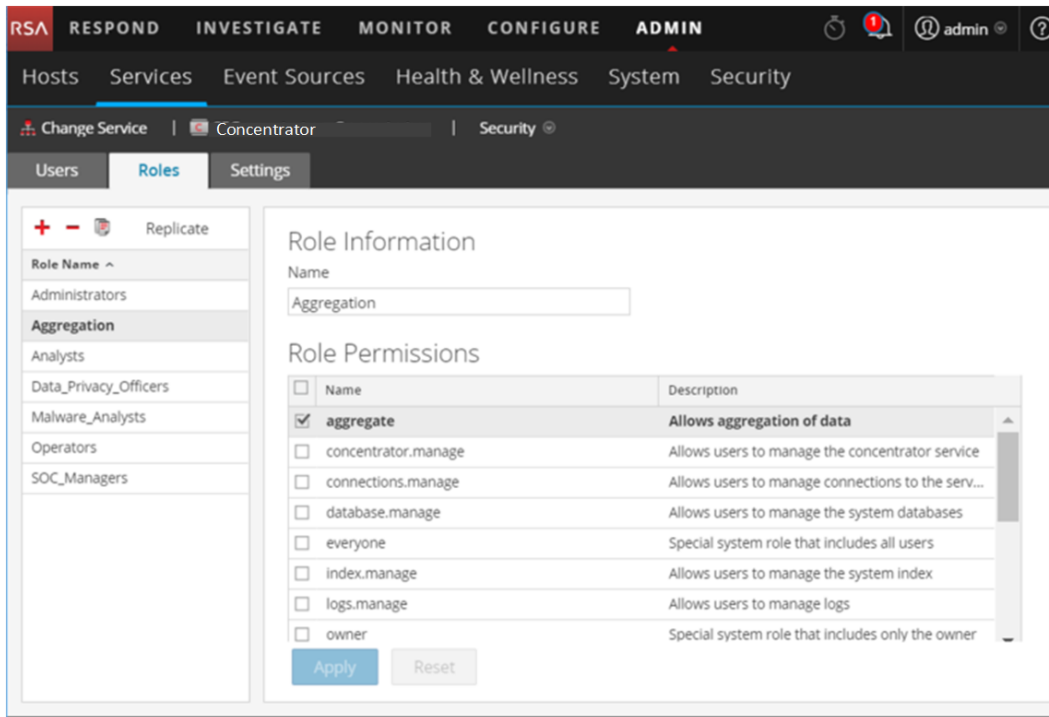 RSA RESPOND INVESTIGATE MONITOR CONFIGURE ADMIN 1 admin ?
Hosts Services Event Sources Health & Wellness System Security
Change Service | C Concentrator | Security
Users Roles Settings
+ − Replicate
Role Name
Administrators
Aggregation
Analysts
Data_Privacy_Officers
Malware_Analysts
Operators
SOC_Managers
Role Information
Name
Aggregation
Role Permissions
Name Description
aggregate Allows aggregation of data
concentrator.manage Allows users to manage the concentrator service
connections.manage Allows users to manage connections to the serv...
database.manage Allows users to manage the system databases
everyone Special system role that includes all users
index.manage Allows users to manage the system index
logs.manage Allows users to manage logs
owner Special system role that includes only the owner
Apply Reset